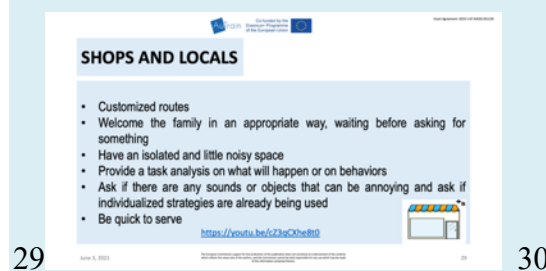 Co-funded by the
Erasmus+ Programme
of the European Union
SHOPS AND LOCALS
• Customized routes
• Welcome the family in an appropriate way, waiting before asking for
something
• Have an isolated and little noisy space
• Provide a task analysis on what will happen or on behaviors
• Ask if there are any sounds or objects that can be annoying and ask if
individualized strategies are already being used
• Be quick to serve
https://youtu.be/cZ3qCXheBt0
June 5, 2021
29
29
30